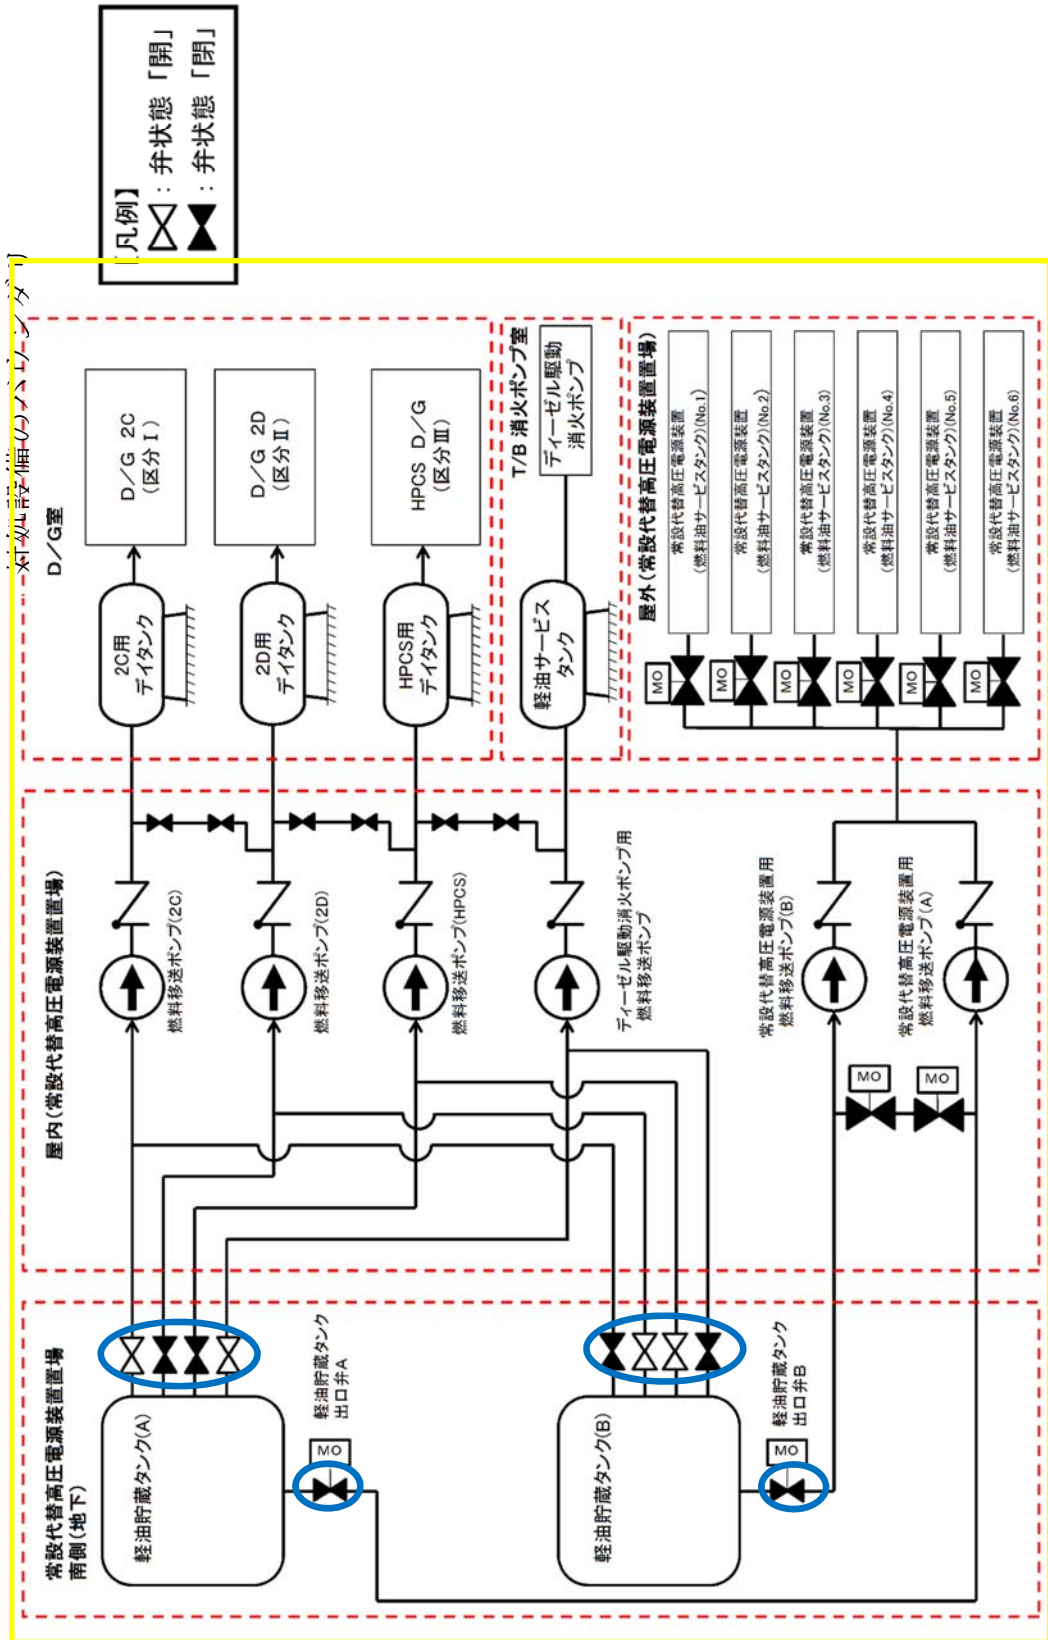 【凡例】
：弁状態「開」
：弁状態「閉」
D／G室
2C用
デイタンク
D／G 2C
(区分Ⅰ)
2D用
デイタンク
D／G 2D
(区分Ⅱ)
HPCS用
デイタンク
HPCS D／G
(区分Ⅲ)
T/B 消火ポンプ室
軽油サービス
タンク
ディーゼル駆動
消火ポンプ
屋外(常設代替高圧電源装置置場)
MO
常設代替高圧電源装置
(燃料油サービスタンク)(No.1)
MO
常設代替高圧電源装置
(燃料油サービスタンク)(No.2)
MO
常設代替高圧電源装置
(燃料油サービスタンク)(No.3)
MO
常設代替高圧電源装置
(燃料油サービスタンク)(No.4)
MO
常設代替高圧電源装置
(燃料油サービスタンク)(No.5)
MO
常設代替高圧電源装置
(燃料油サービスタンク)(No.6)
屋内(常設代替高圧電源装置置場)
燃料移送ポンプ(2C)
燃料移送ポンプ(2D)
燃料移送ポンプ(HPCS)
ディーゼル駆動消火ポンプ用
燃料移送ポンプ
常設代替高圧電源装置用
燃料移送ポンプ(B)
常設代替高圧電源装置用
燃料移送ポンプ(A)
MO
MO
常設代替高圧電源装置置場
南側(地下)
軽油貯蔵タンク(A)
軽油貯蔵タンク
出口弁A
MO
軽油貯蔵タンク(B)
軽油貯蔵タンク
出口弁B
MO